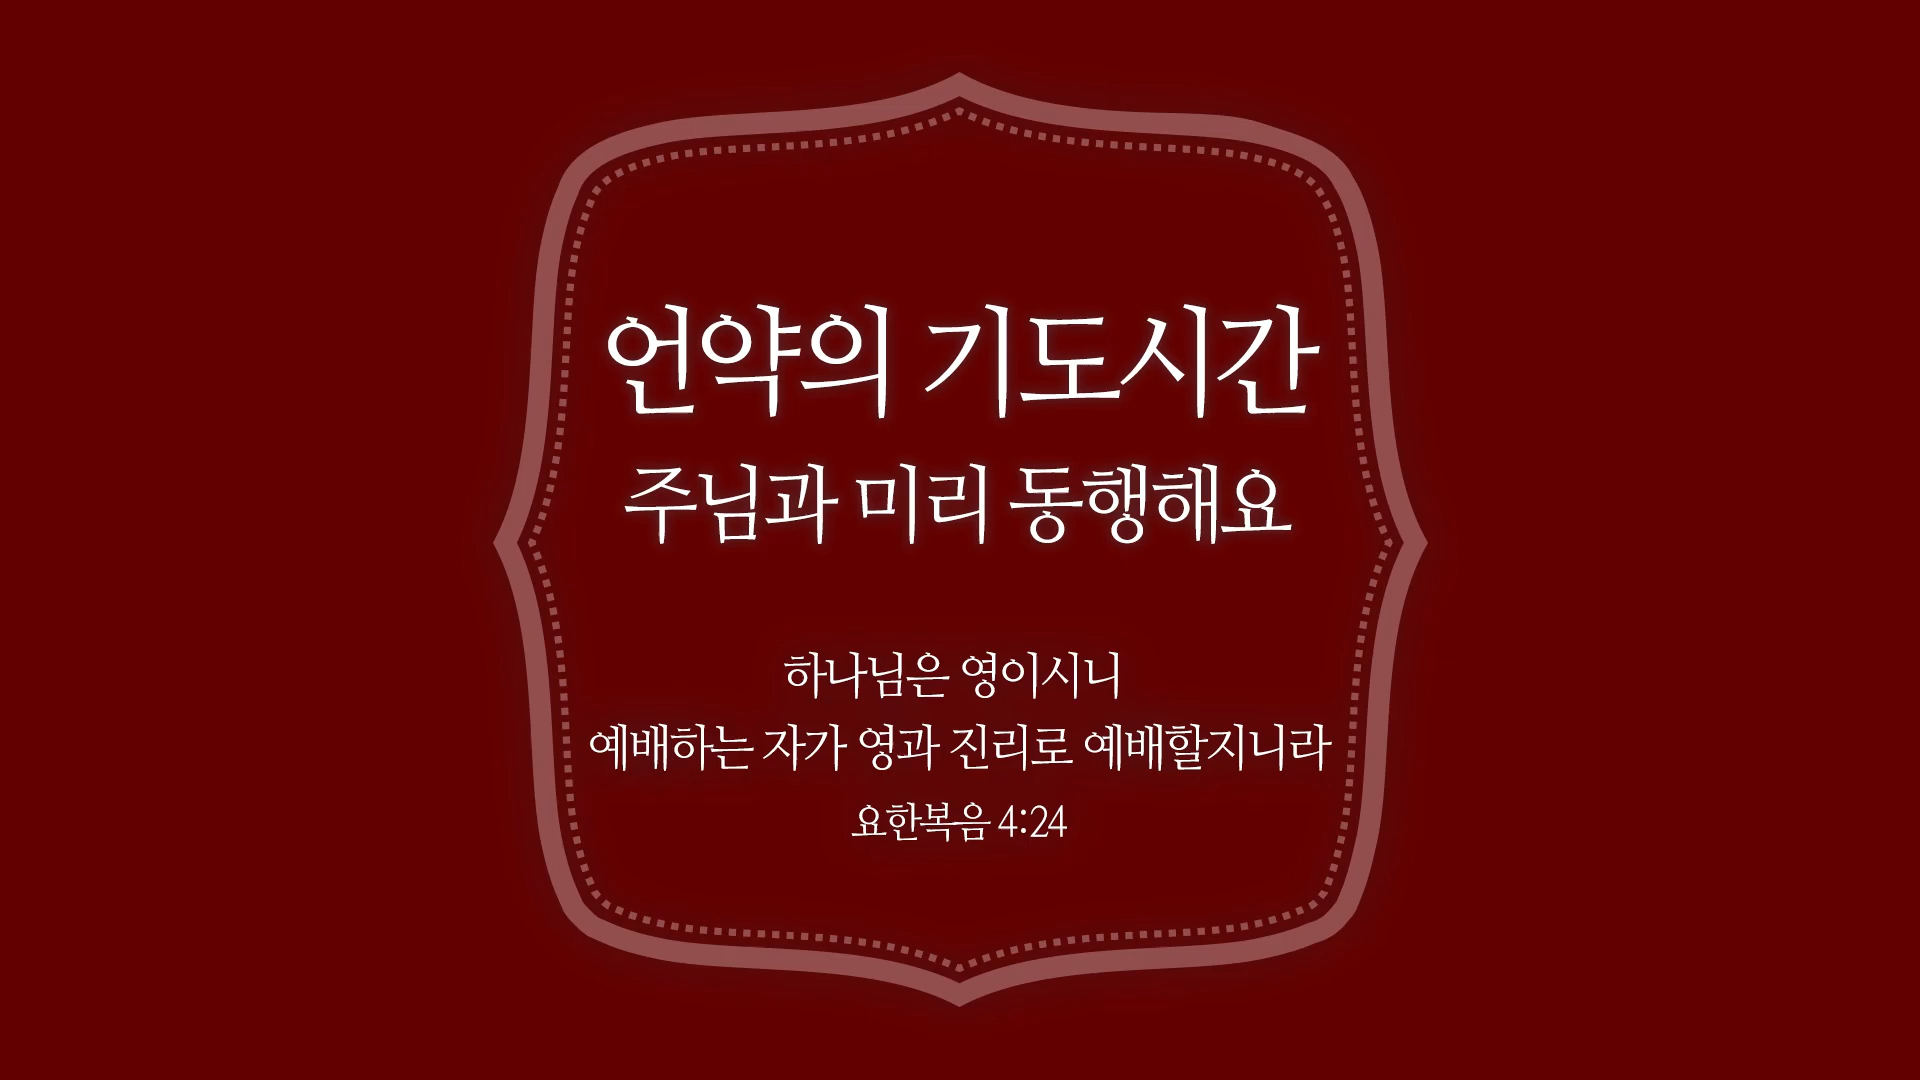 언약의 기도시간
주님과 미리 동행해요
하나님은 영이시니
예배하는 자가 영과 진리로 예배할지니라
요한복음 4:24